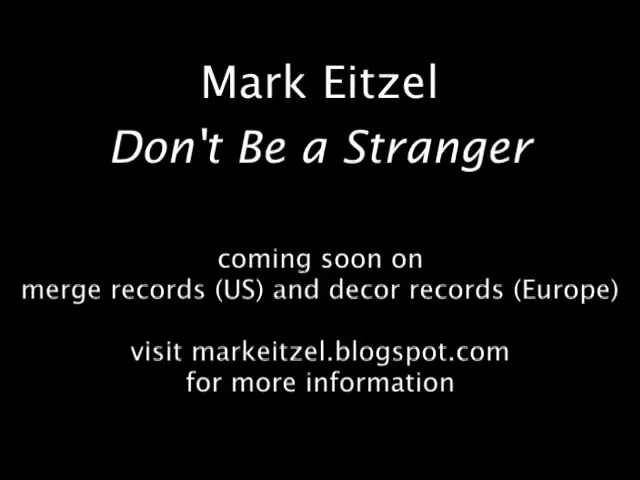 Mark Eitzel
Don't Be a Stranger
coming soon on
merge records (US) and decor records (Europe)
visit markeitzel.blogspot.com
for more information